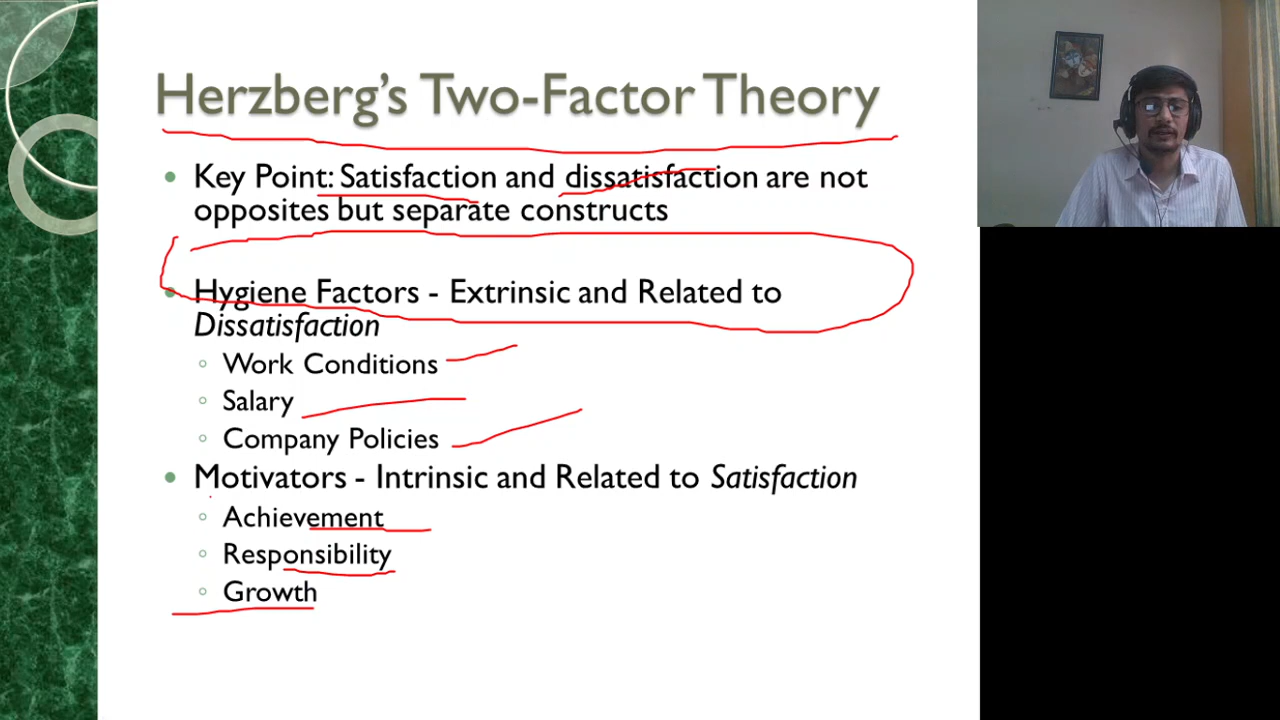 Herzberg's Two-Factor Theory
• Key Point: Satisfaction and dissatisfaction are not
opposites but separate constructs
• Hygiene Factors - Extrinsic and Related to
Dissatisfaction
◦ Work Conditions
◦ Salary
◦ Company Policies
• Motivators - Intrinsic and Related to Satisfaction
◦ Achievement
◦ Responsibility
◦ Growth